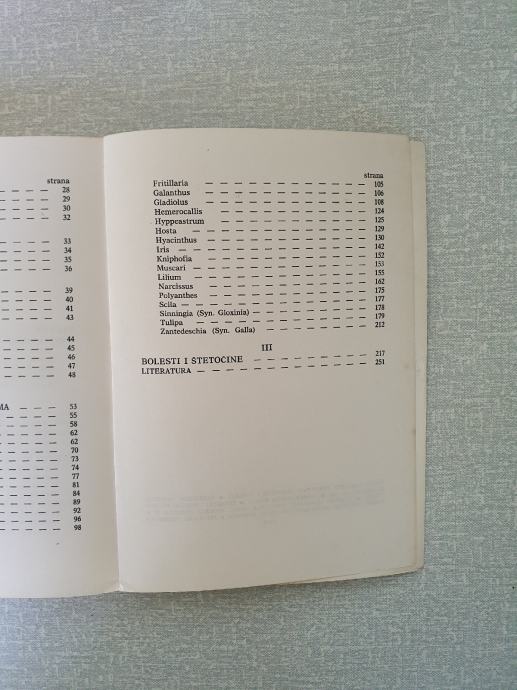 strana
28
29
30
32
33
34
35
36
39
40
41
43
44
45
46
47
48
MA — — — — 53
55
58
62
62
70
73
74
77
81
84
89
92
96
98
strana
Fritillaria — — — — — — — — — — — — 105
Galanthus — — — — — — — — — — — — 106
Gladiolus — — — — — — — — — — — — 108
Hemerocallis — — — — — — — — — — — — 124
Hyppeastrum — — — — — — — — — — — 125
Hosta — — — — — — — — — — — — — 129
Hyacinthus — — — — — — — — — — — — 130
Iris — — — — — — — — — — — — — — 142
Kniphofia — — — — — — — — — — — — 152
Muscari — — — — — — — — — — — — — 153
Lilium — — — — — — — — — — — — 155
Narcissus — — — — — — — — — — — — 162
Polyanthes — — — — — — — — — — — — 175
Scila — — — — — — — — — — — — — 177
Sinningia (Syn. Gloxinia) — — — — — — — — 178
Tulipa — — — — — — — — — — — — — 179
Zantedeschia (Syn. Galla) — — — — — — — — 212
III
BOLESTI I ŠTETOČINE — — — — — — — — 217
LITERATURA — — — — — — — — — — — 251